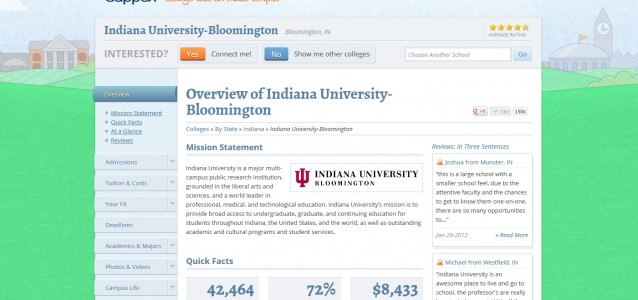 Indiana University-Bloomington Bloomington, IN
AVERAGE RATING
INTERESTED? Yes Connect me! No Show me other colleges
Choose Another School Go
Overview
Mission Statement
Quick Facts
At a Glance
Reviews
Admissions
Tuition & Costs
Your Fit
Deadlines
Academics & Majors
Photos & Videos
Campus Life
Overview of Indiana University-
Bloomington
Like 150k
Colleges » By State » Indiana » Indiana University-Bloomington
Mission Statement
Indiana University is a major multi-
campus public research institution,
grounded in the liberal arts and
sciences, and a world leader in
professional, medical, and technological education. Indiana University's mission is to
provide broad access to undergraduate, graduate, and continuing education for
students throughout Indiana, the United States, and the world, as well as outstanding
academic and cultural programs and student services.
INDIANA UNIVERSITY
BLOOMINGTON
Quick Facts
42,464 72% $8,433
Reviews: In Three Sentences
Joshua from Munster, IN
"this is a large school with a
smaller school feel, due to the
attentive faculty and the chances
to get to know them one-on-one.
there are so many opportunities
to..."
Jan-20-2012 » Read More
Michael from Westfield, IN
"Indiana University is an
awesome place to live and go to
school, the professor's are really